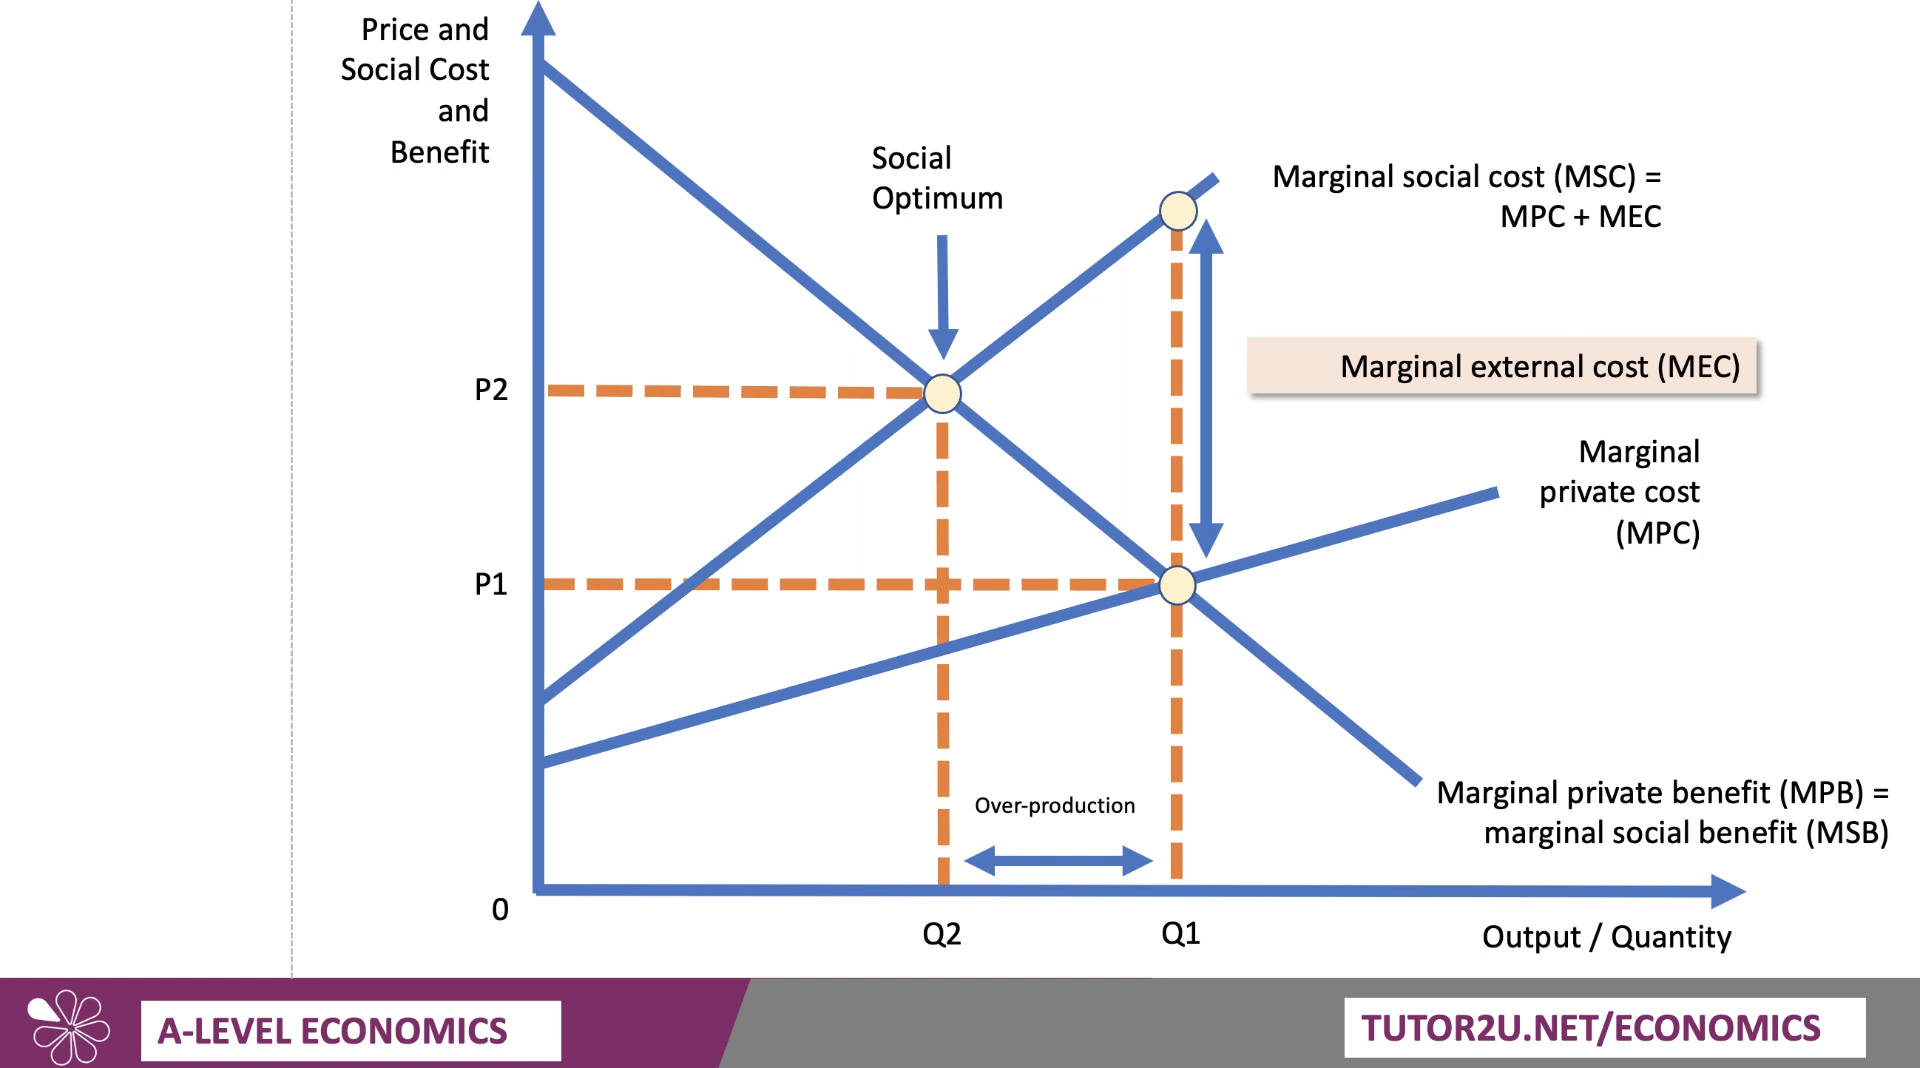 Price and
Social Cost
and
Benefit
Social
Optimum
Marginal social cost (MSC) =
MPC + MEC
Marginal external cost (MEC)
P2
Marginal
private cost
(MPC)
P1
Over-production
Marginal private benefit (MPB) =
marginal social benefit (MSB)
0
Q2
Q1
Output / Quantity
A-LEVEL ECONOMICS
TUTOR2U.NET/ECONOMICS